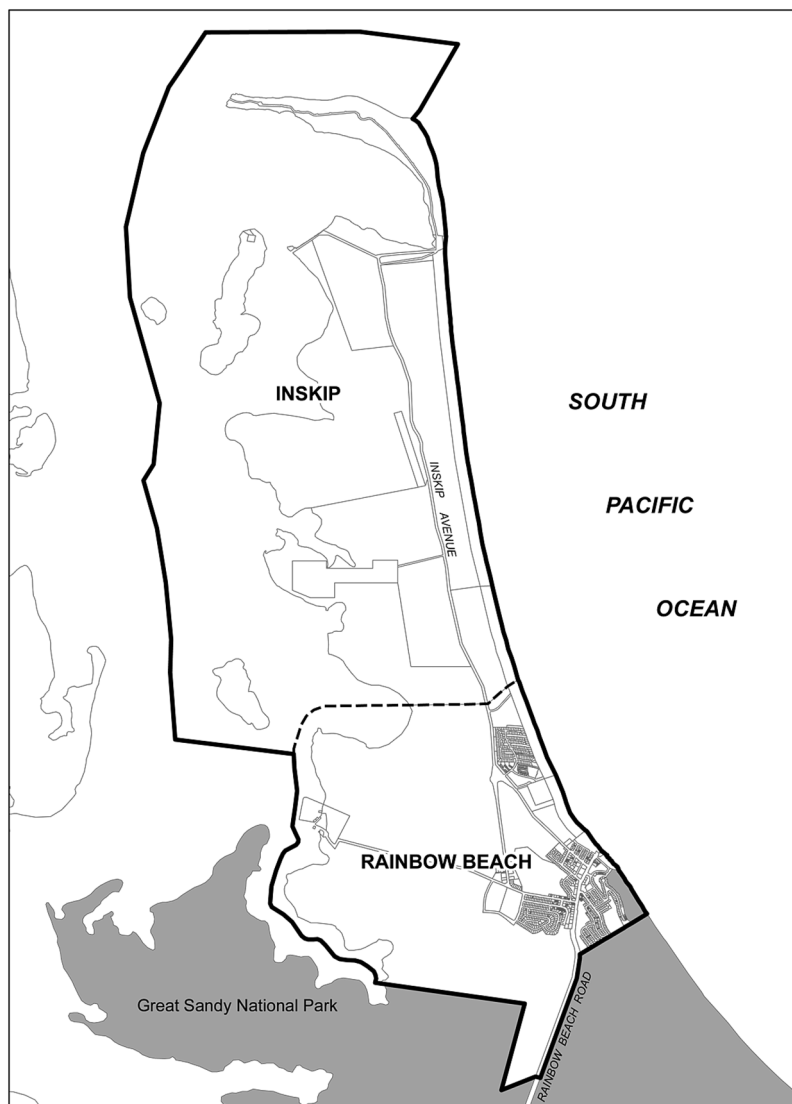 INSKIP
SOUTH
PACIFIC
OCEAN
INSKIP AVENUE
RAINBOW BEACH
Great Sandy National Park
RAINBOW BEACH ROAD